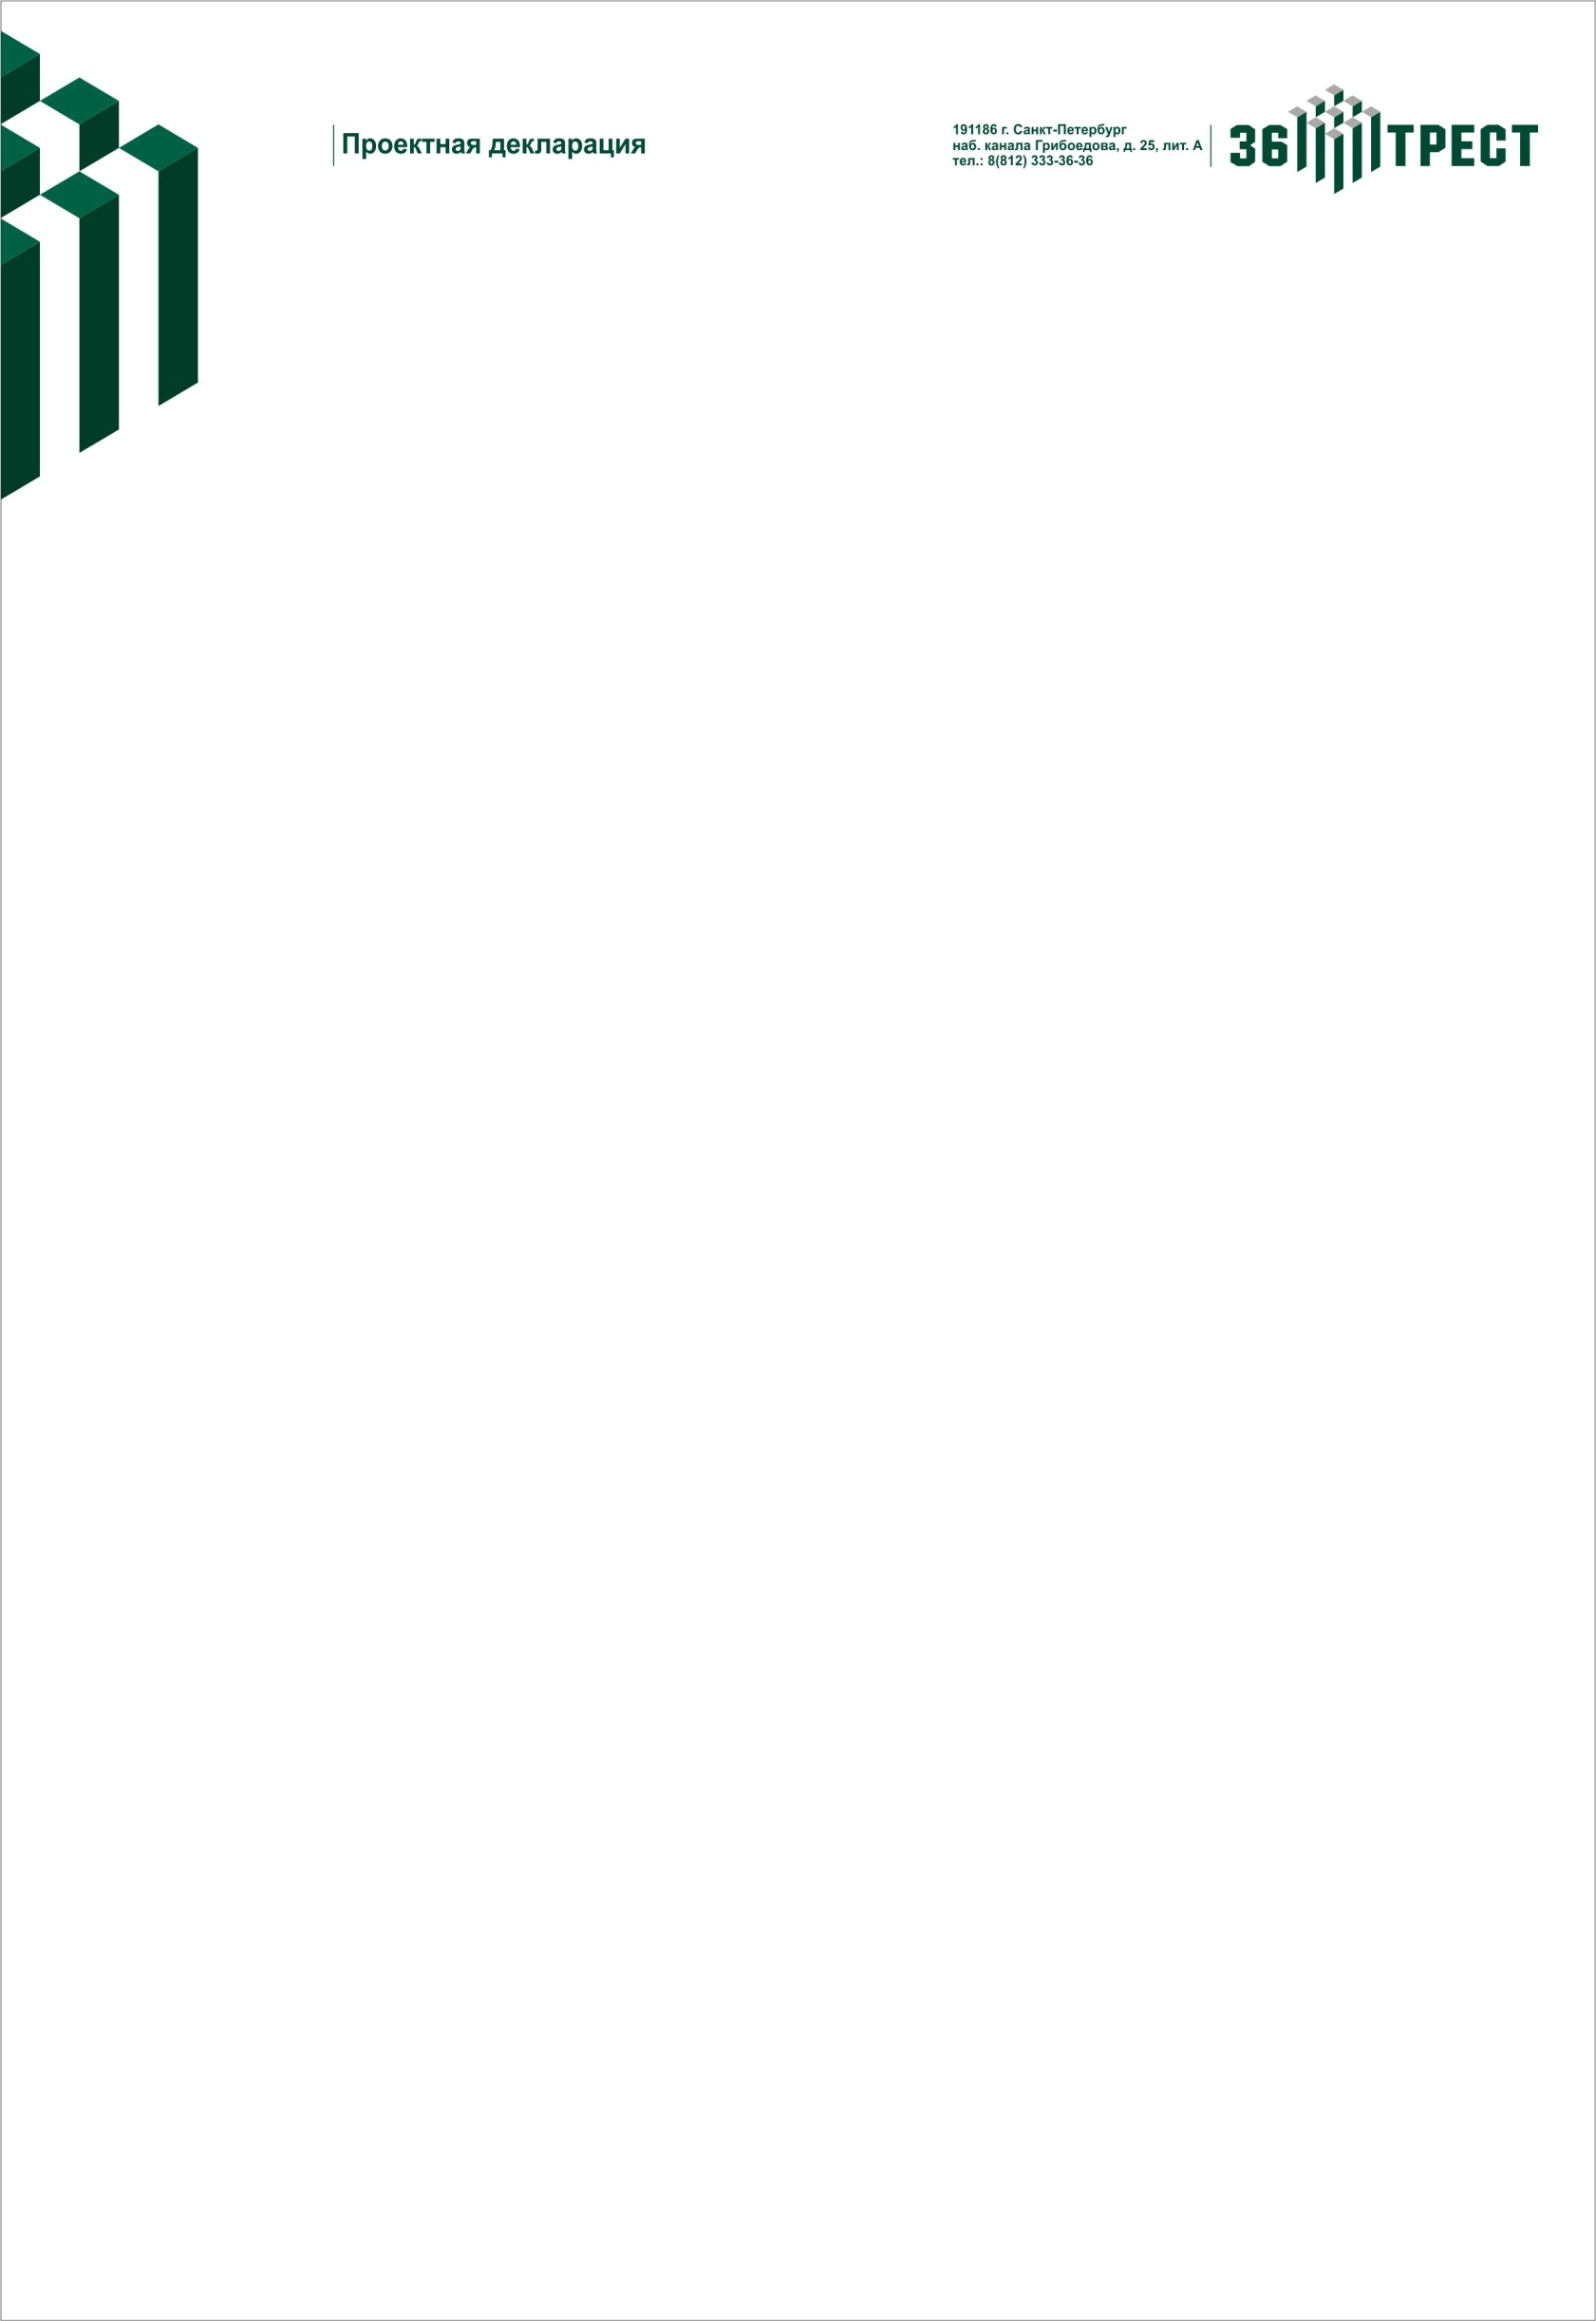 Проектная декларация
191186 г. Санкт-Петербург
наб. канала Грибоедова, д. 25, лит. А
тел.: 8(812) 333-36-36
36 ТРЕСТ